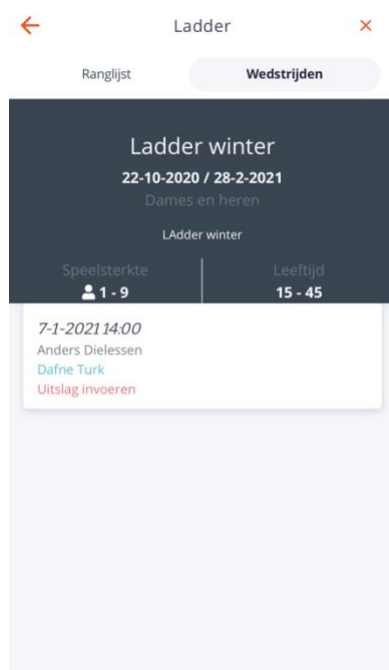 Ladder
Ranglijst Wedstrijden
Ladder winter
22-10-2020 / 28-2-2021
Dames en heren
LAdder winter
Speelsterkte Leeftijd
1 - 9 15 - 45
7-1-2021 14:00
Anders Dielessen
Dafne Turk
Uitslag invoeren